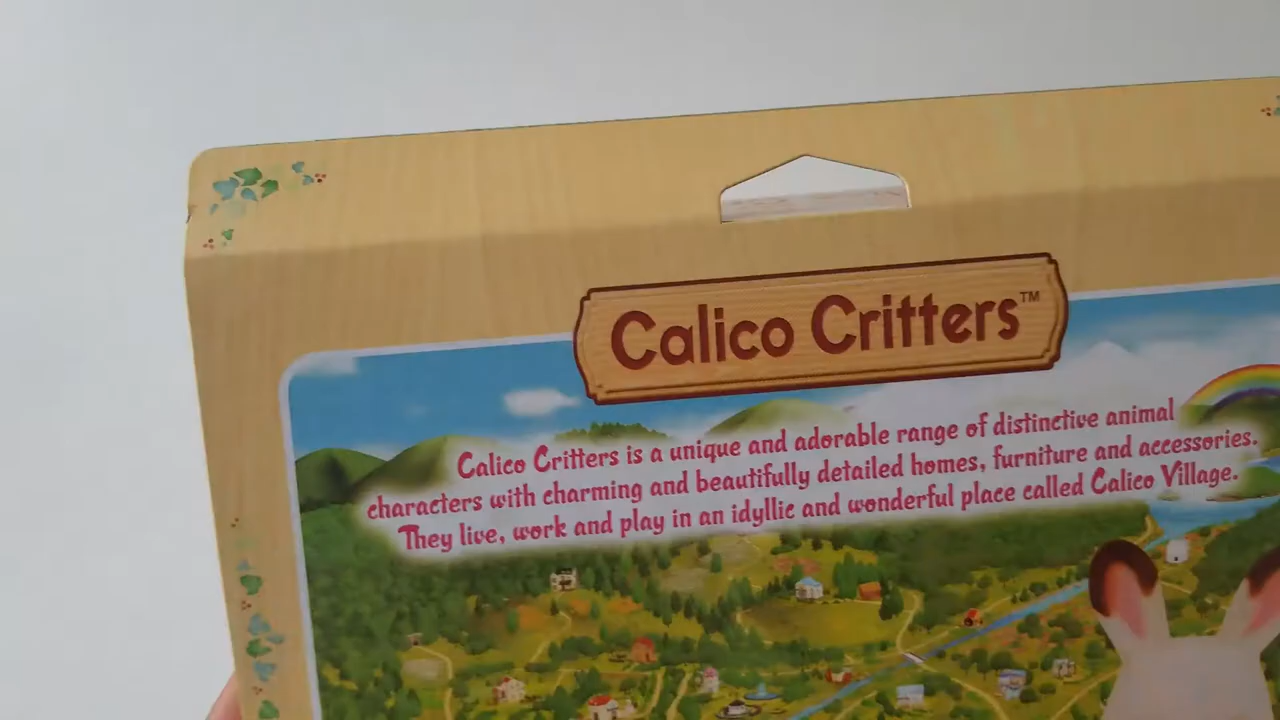 Calico Critters™
Calico Critters is a unique and adorable range of distinctive animal
characters with charming and beautifully detailed homes, furniture and accessories.
They live, work and play in an idyllic and wonderful place called Calico Village.